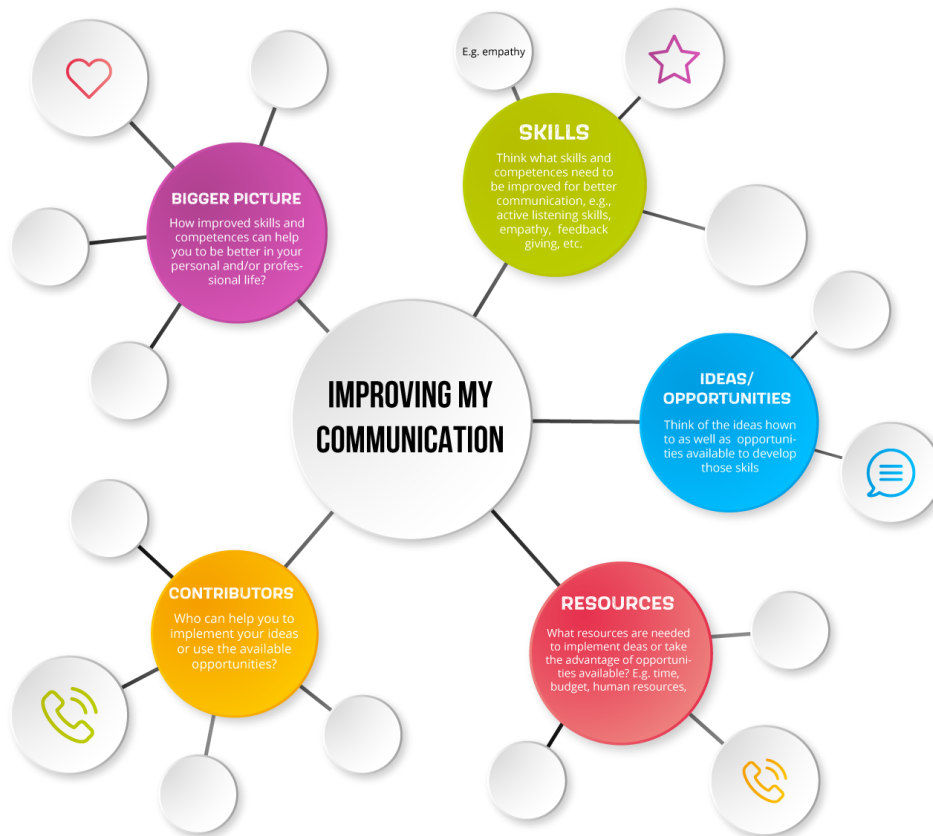 E.g. empathy
SKILLS
Think what skills and
competences need to
be improved for better
communication, e.g.,
active listening skills,
empathy, feedback
giving, etc.
BIGGER PICTURE
How improved skills and
competences can help
you to be better in your
personal and/or profes-
sional life?
IMPROVING MY
COMMUNICATION
IDEAS/
OPPORTUNITIES
Think of the ideas hown
to as well as opportuni-
ties available to develop
those skils
CONTRIBUTORS
Who can help you to
implement your ideas
or use the available
opportunities?
RESOURCES
What resources are needed
to implement deas or take
the advantage of opportuni-
ties available? E.g. time,
budget, human resources,